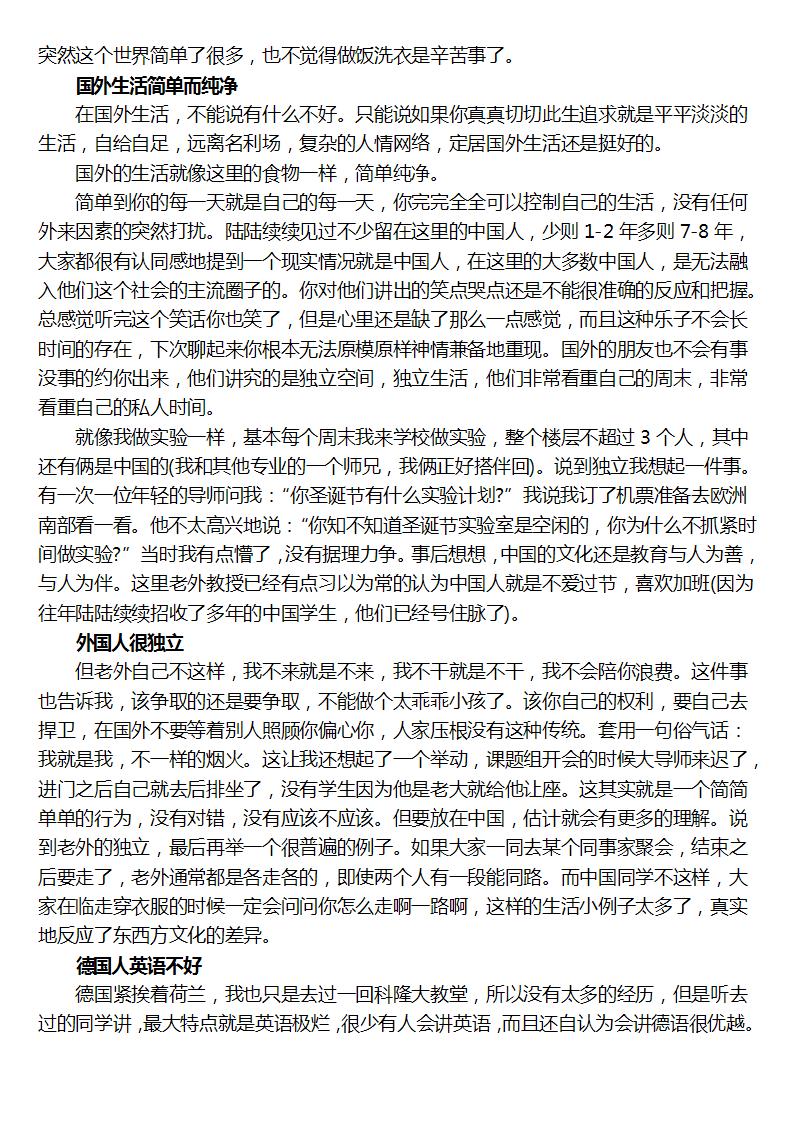 突然这个世界简单了很多，也不觉得做饭洗衣是辛苦事了。
国外生活简单而纯净
在国外生活，不能说有什么不好。只能说如果你真真切切此生追求就是平平淡淡的
生活，自给自足，远离名利场，复杂的人情网络，定居国外生活还是挺好的。
国外的生活就像这里的食物一样，简单纯净。
简单到你的每一天就是自己的每一天，你完完全全可以控制自己的生活，没有任何
外来因素的突然打扰。陆陆续续见过不少留在这里的中国人，少则 1-2 年多则 7-8 年，
大家都很有认同感地提到一个现实情况就是中国人，在这里的大多数中国人，是无法融
入他们这个社会的主流圈子的。你对他们讲出的笑点哭点还是不能很准确的反应和把握。
总感觉听完这个笑话你也笑了，但是心里还是缺了那么一点感觉，而且这种乐子不会长
时间的存在，下次聊起来你根本无法原模原样神情兼备地重现。国外的朋友也不会有事
没事的约你出来，他们讲究的是独立空间，独立生活，他们非常看重自己的周末，非常
看重自己的私人时间。
就像我做实验一样，基本每个周末我来学校做实验，整个楼层不超过 3 个人，其中
还有俩是中国的(我和其他专业的一个师兄，我俩正好搭伴回)。说到独立我想起一件事。
有一次一位年轻的导师问我：“你圣诞节有什么实验计划?”我说我订了机票准备去欧洲
南部看一看。他不太高兴地说：“你知不知道圣诞节实验室是空闲的，你为什么不抓紧时
间做实验?”当时我有点懵了，没有据理力争。事后想想，中国的文化还是教育与人为善，
与人为伴。这里老外教授已经有点习以为常的认为中国人就是不爱过节，喜欢加班(因为
往年陆陆续续招收了多年的中国学生，他们已经号住脉了)。
外国人很独立
但老外自己不这样，我不来就是不来，我不干就是不干，我不会陪你浪费。这件事
也告诉我，该争取的还是要争取，不能做个太乖乖小孩了。该你自己的权利，要自己去
捍卫，在国外不要等着别人照顾你偏心你，人家压根没有这种传统。套用一句俗气话：
我就是我，不一样的烟火。这让我还想起了一个举动，课题组开会的时候大导师来迟了，
进门之后自己就去后排坐了，没有学生因为他是老大就给他让座。这其实就是一个简简
单单的行为，没有对错，没有应该不应该。但要放在中国，估计就会有更多的理解。说
到老外的独立，最后再举一个很普遍的例子。如果大家一同去某个同事家聚会，结束之
后要走了，老外通常都是各走各的，即使两个人有一段能同路。而中国同学不这样，大
家在临走穿衣服的时候一定会问问你怎么走啊一路啊，这样的生活小例子太多了，真实
地反应了东西方文化的差异。
德国人英语不好
德国紧挨着荷兰，我也只是去过一回科隆大教堂，所以没有太多的经历，但是听去
过的同学讲，最大特点就是英语极烂，很少有人会讲英语，而且还自认为会讲德语很优越。